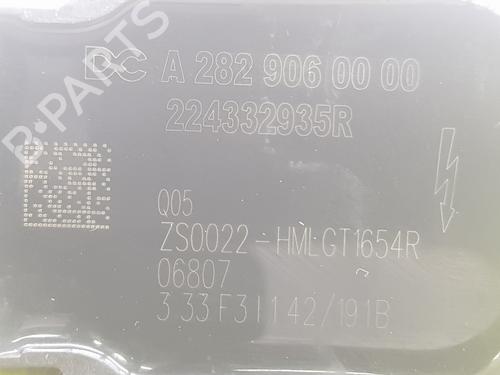 DC A 282 906 00 00
224332935R
Q05
ZS0022-HMLGT1654R
06807
3 33 F31142/191B
B-PARTS